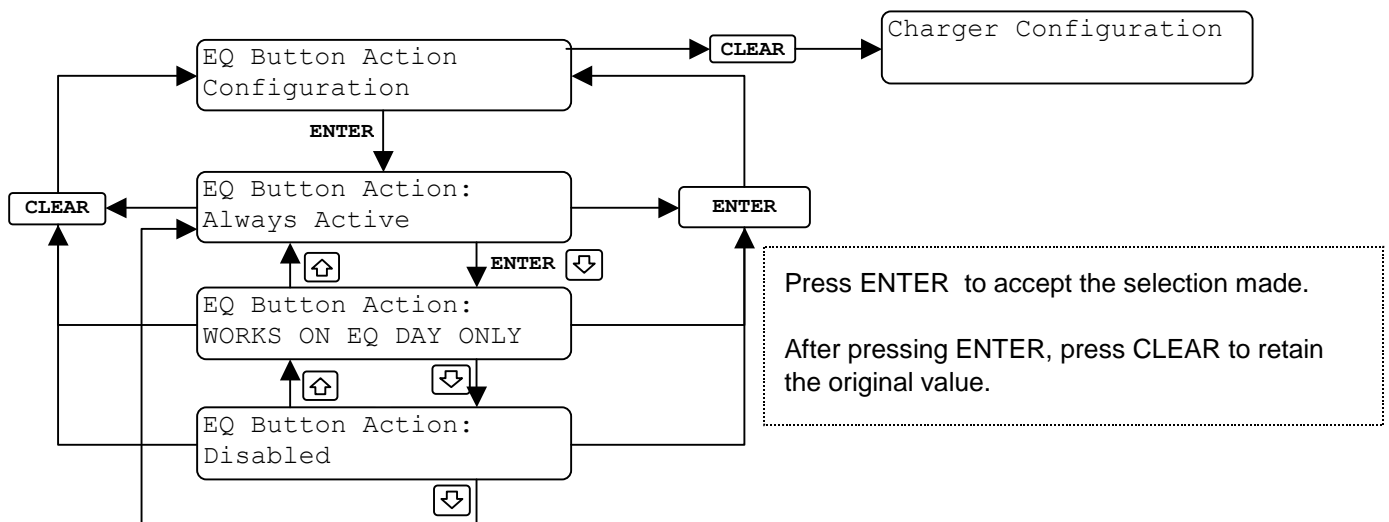 EQ Button Action
Configuration
CLEAR
Charger Configuration
ENTER
EQ Button Action:
Always Active
CLEAR
ENTER
ENTER
EQ Button Action:
WORKS ON EQ DAY ONLY
EQ Button Action:
Disabled
Press ENTER to accept the selection made.
After pressing ENTER, press CLEAR to retain
the original value.